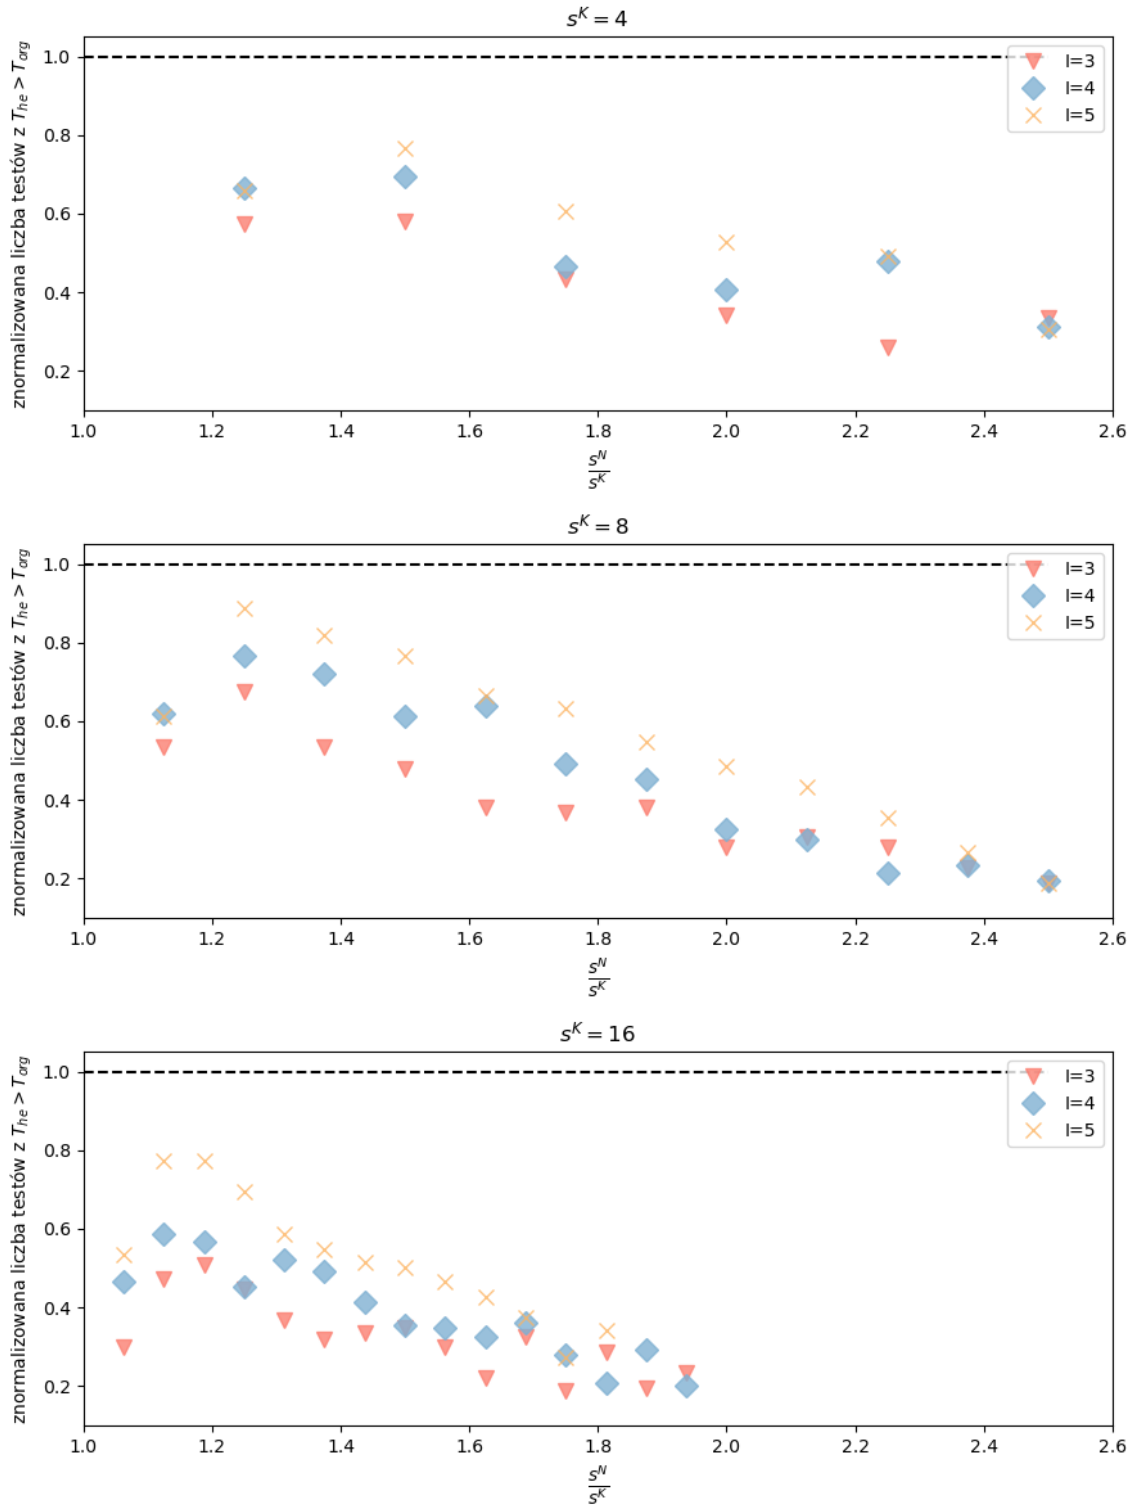 s^K = 4
znormalizowana liczba testów z T_he > T_org
1.0
0.8
0.6
0.4
0.2
I=3
I=4
I=5
1.0 1.2 1.4 1.6 1.8 2.0 2.2 2.4 2.6
s^N
s^K
s^K = 8
znormalizowana liczba testów z T_he > T_org
1.0
0.8
0.6
0.4
0.2
I=3
I=4
I=5
1.0 1.2 1.4 1.6 1.8 2.0 2.2 2.4 2.6
s^N
s^K
s^K = 16
znormalizowana liczba testów z T_he > T_org
1.0
0.8
0.6
0.4
0.2
I=3
I=4
I=5
1.0 1.2 1.4 1.6 1.8 2.0 2.2 2.4 2.6
s^N
s^K